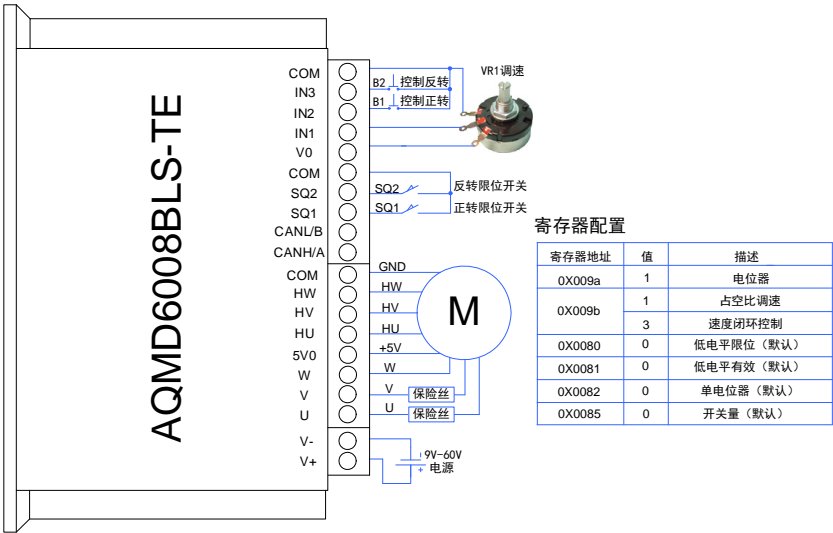 AQMD6008BLS-TE
COM
IN3
IN2
IN1
V0
COM
SQ2
SQ1
CANL/B
CANH/A
COM
HW
HV
HU
5V0
W
V
U
V-
V+
B2 控制反转
B1 控制正转
VR1调速
SQ2 反转限位开关
SQ1 正转限位开关
GND
HW
HV
HU
+5V
W
V 保险丝
U 保险丝
M
9V-60V
+ 电源
寄存器配置
寄存器地址 值 描述
0X009a 1 电位器
0X009b 1 占空比调速
3 速度闭环控制
0X0080 0 低电平限位（默认）
0X0081 0 低电平有效（默认）
0X0082 0 单电位器（默认）
0X0085 0 开关量（默认）